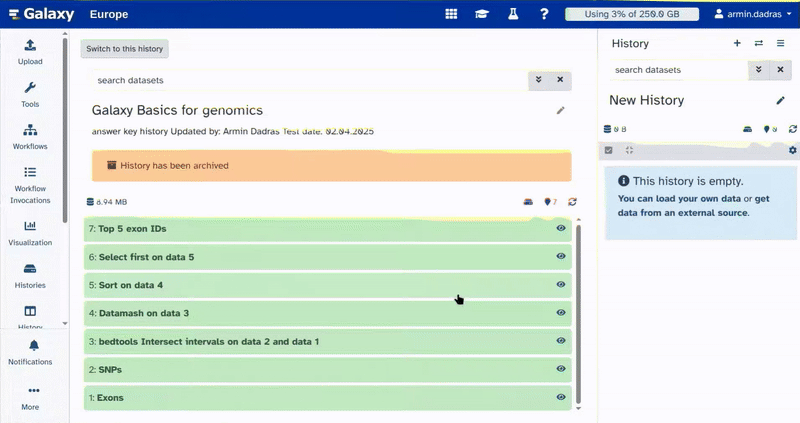 Galaxy Europe
Using 3% of 250.0 GB
armin.dadras
Upload
Tools
Workflows
Workflow
Invocations
Visualization
Histories
History
Notifications
More
Switch to this history
search datasets
Galaxy Basics for genomics
answer key history Updated by: Armin Dadras Test date: 02.04.2025
History has been archived
6.94 MB
7
7: Top 5 exon IDs
6: Select first on data 5
5: Sort on data 4
4: Datamash on data 3
3: bedtools Intersect intervals on data 2 and data 1
2: SNPs
1: Exons
History
search datasets
New History
0 B
0
This history is empty.
You can load your own data or get
data from an external source.